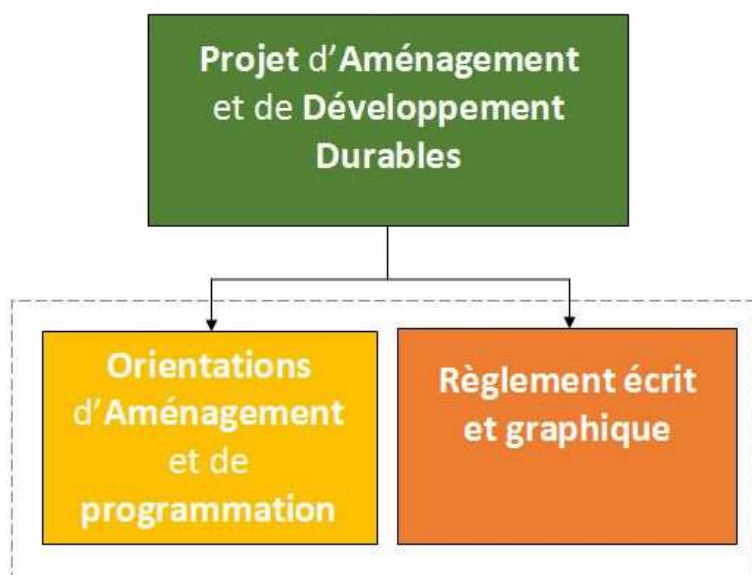 Projet d’Aménagement
et de Développement
Durables
Orientations
d’Aménagement
et de
programmation
Règlement écrit
et graphique